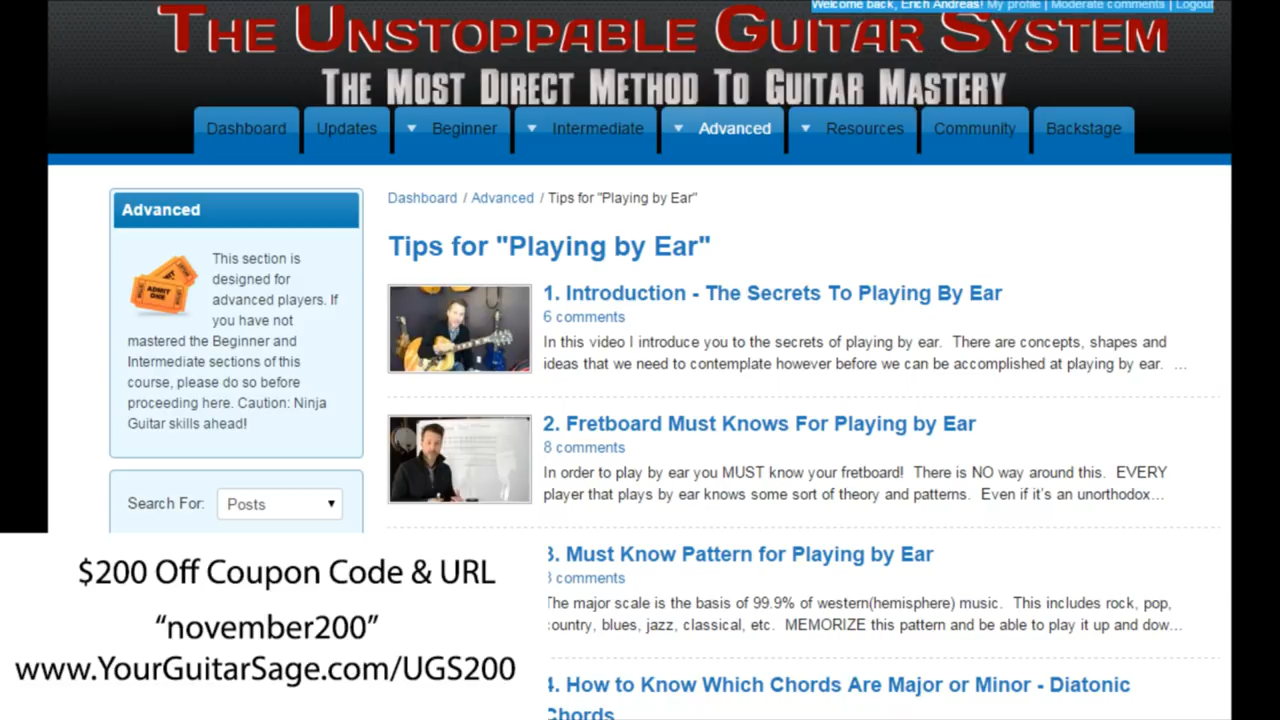 Welcome back, Erich Andreas! My profile | Moderate comments | Logout
THE UNSTOPPABLE GUITAR SYSTEM
THE MOST DIRECT METHOD TO GUITAR MASTERY
Dashboard Updates Beginner Intermediate Advanced Resources Community Backstage
Advanced
This section is
designed for
advanced players. If
you have not
mastered the Beginner and
Intermediate sections of this
course, please do so before
proceeding here. Caution: Ninja
Guitar skills ahead!
ADMIT
ONE
Search For: Posts
Dashboard / Advanced / Tips for "Playing by Ear"
Tips for "Playing by Ear"
1. Introduction - The Secrets To Playing By Ear
6 comments
In this video I introduce you to the secrets of playing by ear. There are concepts, shapes and
ideas that we need to contemplate however before we can be accomplished at playing by ear. ...
2. Fretboard Must Knows For Playing by Ear
8 comments
In order to play by ear you MUST know your fretboard! There is NO way around this. EVERY
player that plays by ear knows some sort of theory and patterns. Even if it's an unorthodox...
3. Must Know Pattern for Playing by Ear
3 comments
The major scale is the basis of 99.9% of western(hemisphere) music. This includes rock, pop,
country, blues, jazz, classical, etc. MEMORIZE this pattern and be able to play it up and dow...
4. How to Know Which Chords Are Major or Minor - Diatonic
Chords
$200 Off Coupon Code & URL
“november200”
www.YourGuitarSage.com/UGS200